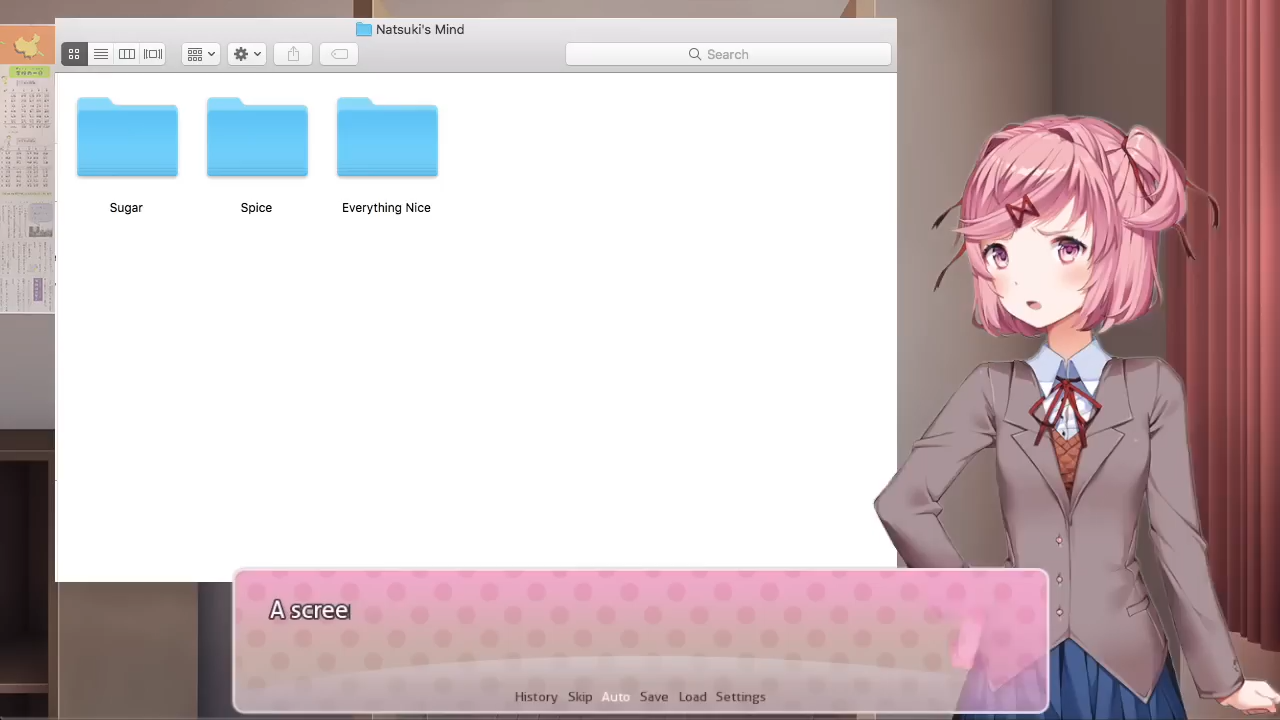 Natsuki's Mind
Search
Sugar
Spice
Everything Nice
A scree
History Skip Auto Save Load Settings